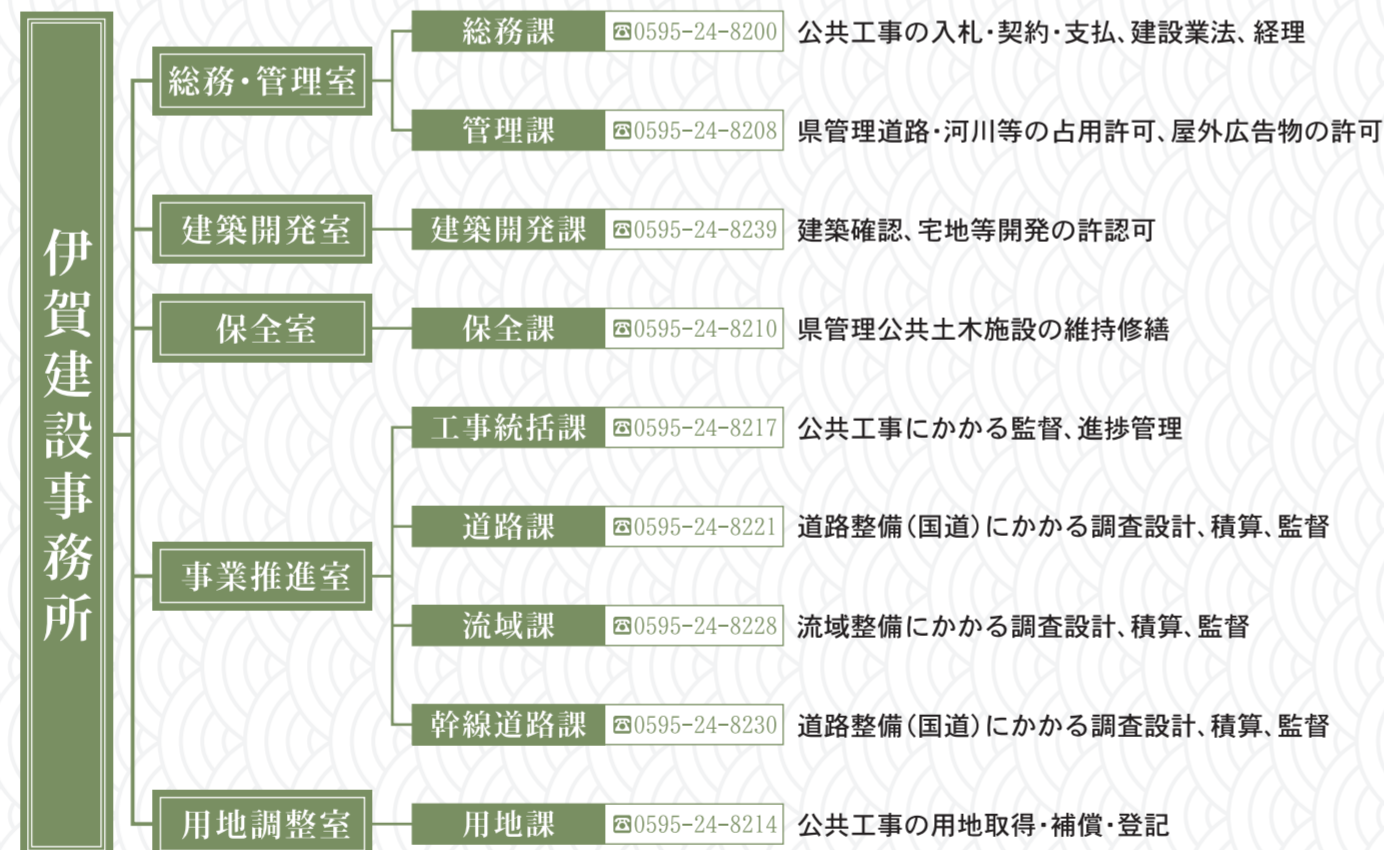 伊賀建設事務所
総務・管理室
総務課 ☎0595-24-8200 公共工事の入札・契約・支払、建設業法、経理
管理課 ☎0595-24-8208 県管理道路・河川等の占用許可、屋外広告物の許可
建築開発室 建築開発課 ☎0595-24-8239 建築確認、宅地等開発の許認可
保全室 保全課 ☎0595-24-8210 県管理公共土木施設の維持修繕
事業推進室
工事統括課 ☎0595-24-8217 公共工事にかかる監督、進捗管理
道路課 ☎0595-24-8221 道路整備(国道)にかかる調査設計、積算、監督
流域課 ☎0595-24-8228 流域整備にかかる調査設計、積算、監督
幹線道路課 ☎0595-24-8230 道路整備(国道)にかかる調査設計、積算、監督
用地調整室 用地課 ☎0595-24-8214 公共工事の用地取得・補償・登記